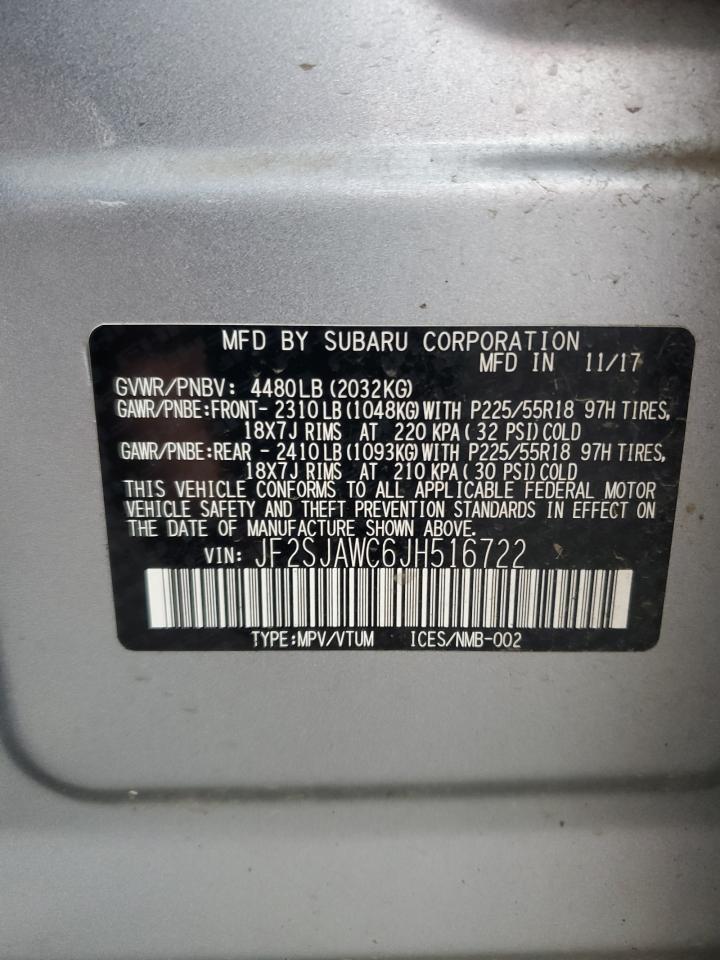 MFD BY SUBARU CORPORATION
MFD IN 11/17
GVWR/PNBV: 4480LB(2032KG)
GAWR/PNBE:FRONT- 2310LB(1048KG)WITH P225/55R18 97H TIRES,
18X7J RIMS AT 220 KPA(32 PSI)COLD
GAWR/PNBE:REAR - 2410LB(1093KG)WITH P225/55R18 97H TIRES,
18X7J RIMS AT 210 KPA(30 PSI)COLD
THIS VEHICLE CONFORMS TO ALL APPLICABLE FEDERAL MOTOR
VEHICLE SAFETY AND THEFT PREVENTION STANDARDS IN EFFECT ON
THE DATE OF MANUFACTURE SHOWN ABOVE.
VIN: JF2SJAWC6JH516722
TYPE:MPV/VTUM ICES/NMB-002